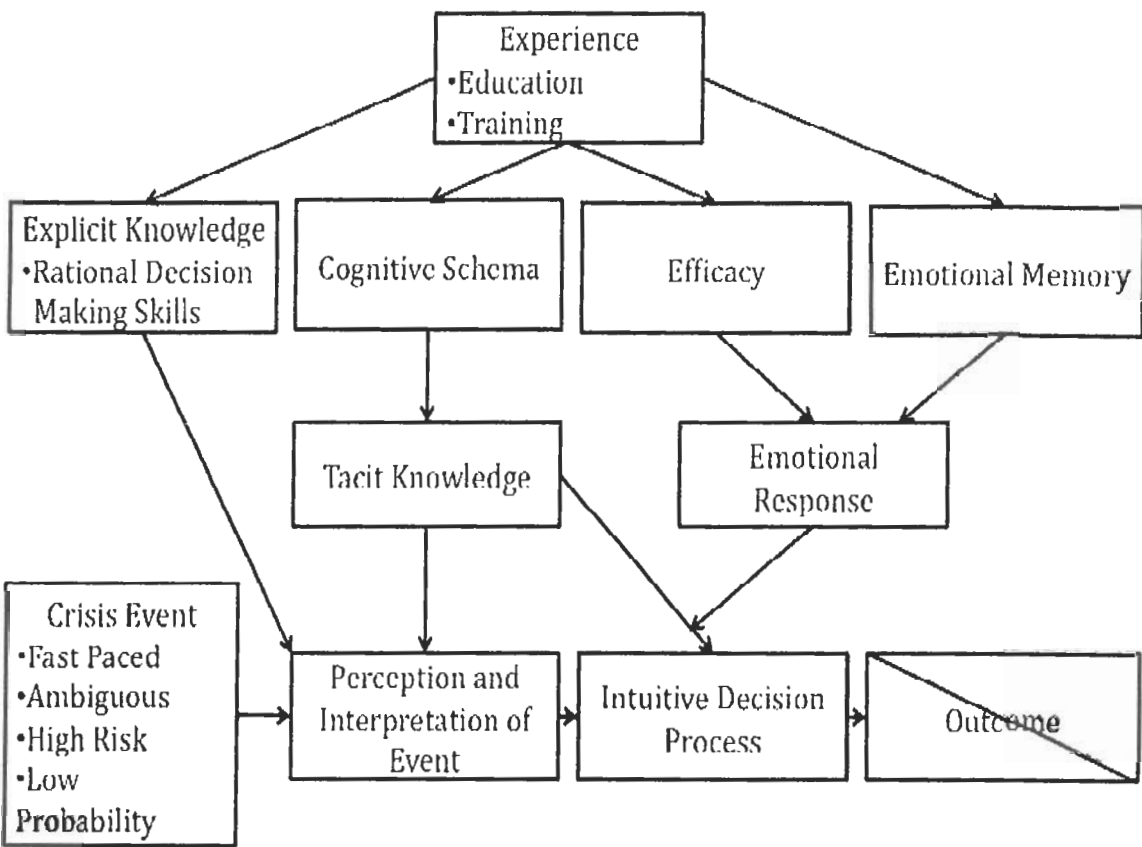 Experience
•Education
•Training
Explicit Knowledge
•Rational Decision
Making Skills
Cognitive Schema
Efficacy
Emotional Memory
Tacit Knowledge
Emotional
Response
Crisis Event
•Fast Paced
•Ambiguous
•High Risk
•Low
Probability
Perception and
Interpretation of
Event
Intuitive Decision
Process
Outcome